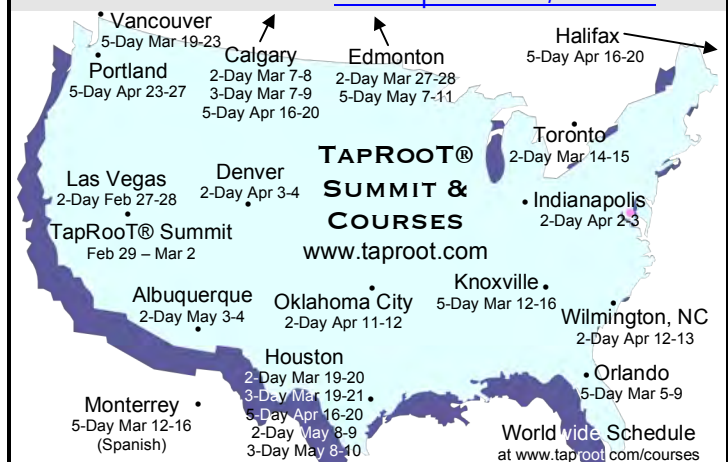 Vancouver
5-Day Mar 19-23
Portland
5-Day Apr 23-27
Calgary
2-Day Mar 7-8
3-Day Mar 7-9
5-Day Apr 16-20
Edmonton
2-Day Mar 27-28
5-Day May 7-11
Halifax
5-Day Apr 16-20
Toronto
2-Day Mar 14-15
Las Vegas
2-Day Feb 27-28
TapRooT® Summit
Feb 29 – Mar 2
Denver
2-Day Apr 3-4
TAPROOT®
SUMMIT &
COURSES
www.taproot.com
Indianapolis
2-Day Apr 2-3
Albuquerque
2-Day May 3-4
Oklahoma City
2-Day Apr 11-12
Knoxville
5-Day Mar 12-16
Wilmington, NC
2-Day Apr 12-13
Houston
2-Day Mar 19-20
3-Day Mar 19-21
5-Day Apr 16-20
2-Day May 8-9
3-Day May 8-10
Orlando
5-Day Mar 5-9
Monterrey
5-Day Mar 12-16
(Spanish)
Worldwide Schedule
at www.taproot.com/courses